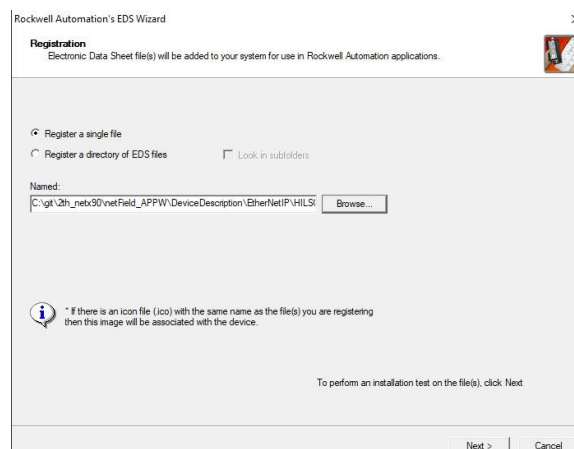 Rockwell Automation's EDS Wizard
Registration
Electronic Data Sheet file(s) will be added to your system for use in Rockwell Automation applications.
Register a single file
Register a directory of EDS files
Look in subfolders
Named:
C:\git\2th_netx90\netField_APPW\DeviceDescription\EtherNetIP\HILS
Browse...
* If there is an icon file (.ico) with the same name as the file(s) you are registering
then this image will be associated with the device.
To perform an installation test on the file(s), click Next
Next >
Cancel